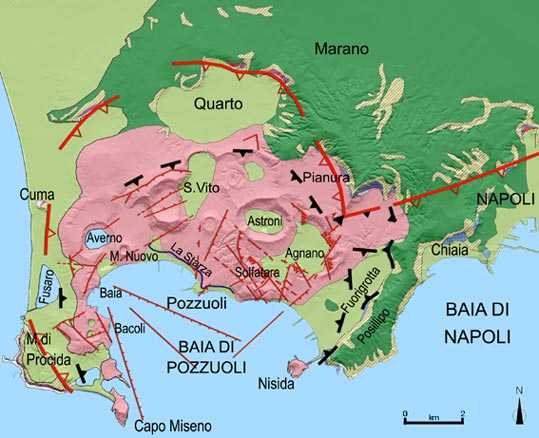 Marano
Quarto
Pianura
S.Vito
Cuma
NAPOLI
Astroni
Averno
Chiaia
Agnano
M. Nuovo
La Starza
Solfatara
Fusaro
Baia
Pozzuoli
Fuorigrotta
BAIA DI
NAPOLI
Posillipo
Bacoli
M.di
Procida
BAIA DI
POZZUOLI
Nisida
Capo Miseno
N
0
km
2